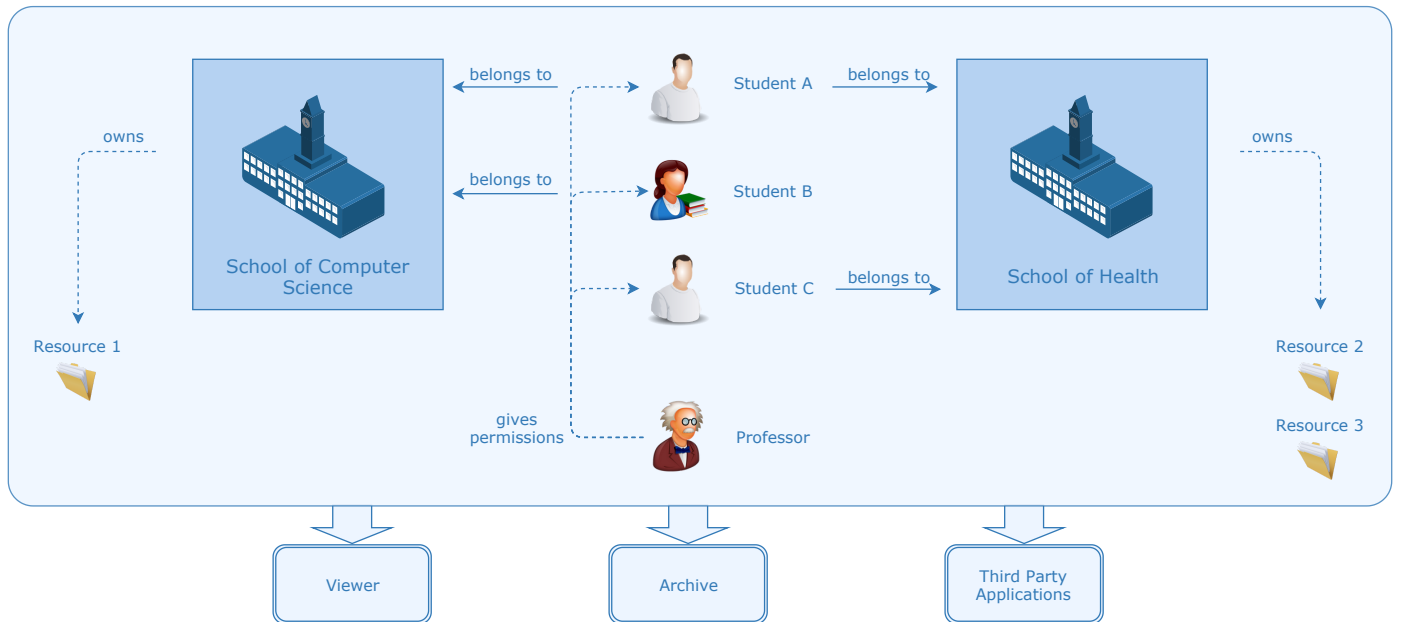 belongs to
Student A
belongs to
owns
owns
belongs to
Student B
School of Computer
Science
School of Health
Student C
belongs to
Resource 1
Resource 2
gives
permissions
Professor
Resource 3
Viewer
Archive
Third Party
Applications